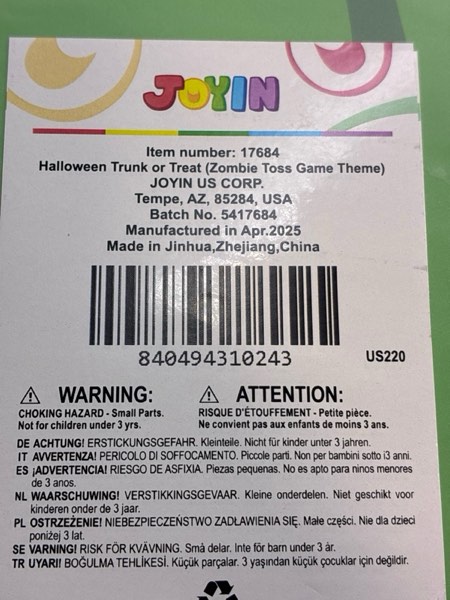 JOYIN
Item number: 17684
Halloween Trunk or Treat (Zombie Toss Game Theme)
JOYIN US CORP.
Tempe, AZ, 85284, USA
Batch No. 5417684
Manufactured in Apr.2025
Made in Jinhua,Zhejiang,China
840494310243
US220
WARNING:
CHOKING HAZARD - Small Parts.
Not for children under 3 yrs.
ATTENTION:
RISQUE D'ÉTOUFFEMENT - Petite pièce.
Ne convient pas aux enfants de moins 3 ans.
DE ACHTUNG! ERSTICKUNGSGEFAHR. Kleinteile. Nicht für kinder unter 3 jahren.
IT AVVERTENZA! PERICOLO DI SOFFOCAMENTO. Piccole parti. Non per bambini sotto i3 anni.
ES ¡ADVERTENCIA! RIESGO DE ASFIXIA. Piezas pequenas. No es apto para ninos menores
de 3 anos.
NL WAARSCHUWING! VERSTIKKINGSGEVAAR. Kleine onderdelen. Niet geschikt voor
kinderen onder de 3 jaar.
PL OSTRZEŻENIE! NIEBEZPIECZEŃSTWO ZADŁAWIENIA SIĘ. Małe części. Nie dla dzieci
poniżej 3 lat.
SE VARNING! RISK FÖR KVÄVNING. Små delar. Inte för barn under 3 år.
TR UYARI! BOĞULMA TEHLİKESİ. Küçük parçalar. 3 yaşından küçük çocuklar için değildir.